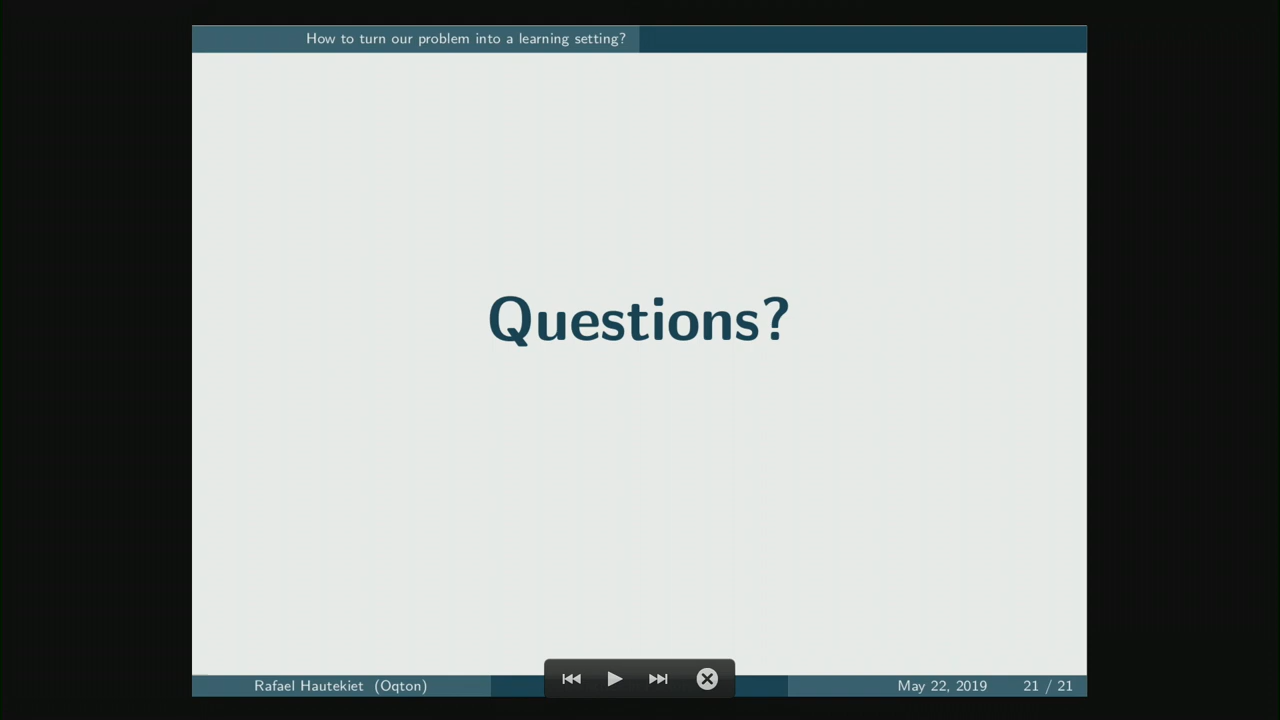 How to turn our problem into a learning setting?
Questions?
Rafael Hautekiet (Oqton)
May 22, 2019
21 / 21